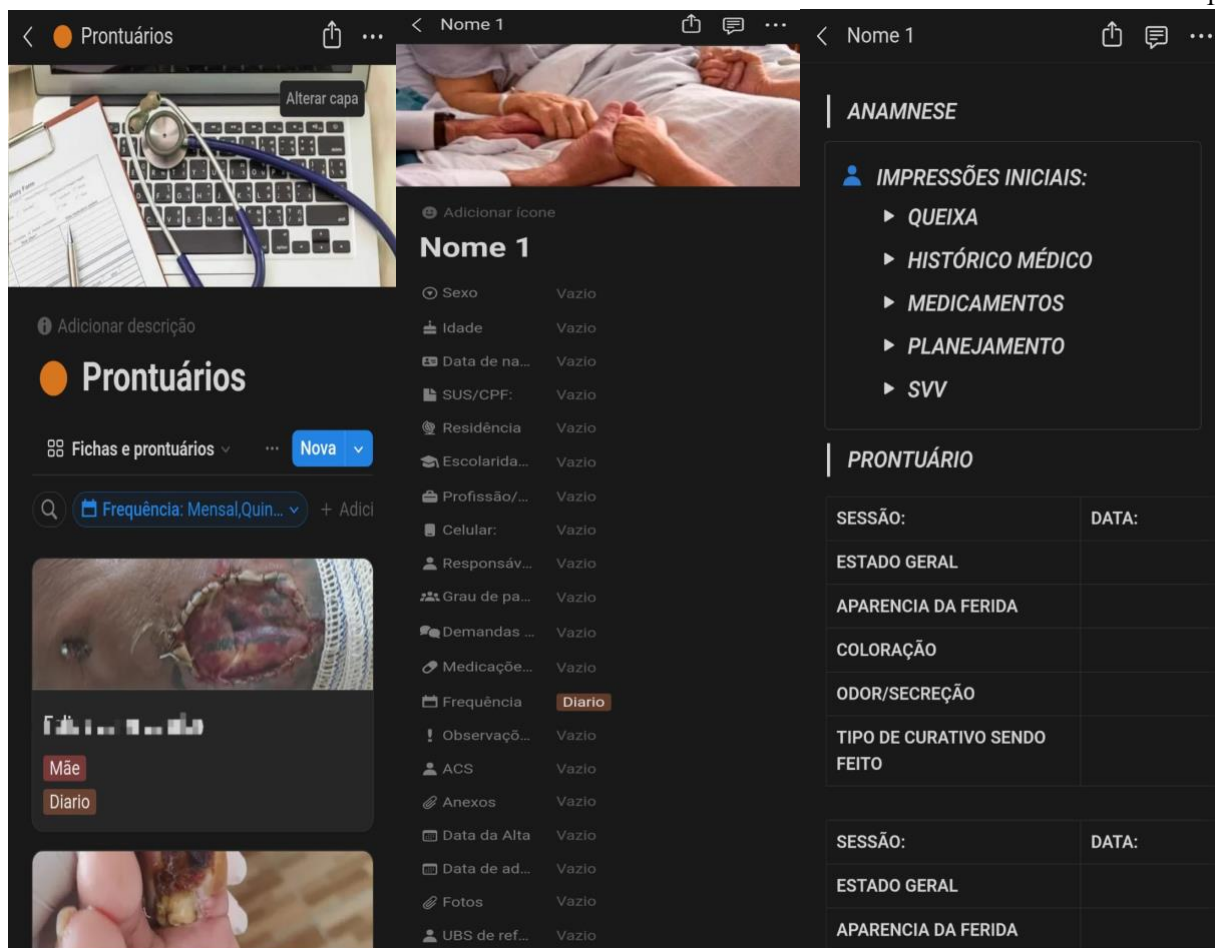 Prontuários
Alterar capa
Adicionar descrição
Prontuários
Fichas e prontuários
Nova
Frequência: Mensal,Quin...
+ Adici
Mãe
Diario
Nome 1
Adicionar ícone
Nome 1
Sexo Vazio
Idade Vazio
Data de na... Vazio
SUS/CPF: Vazio
Residência Vazio
Escolarida... Vazio
Profissão/... Vazio
Celular: Vazio
Responsáv... Vazio
Grau de pa... Vazio
Demandas ... Vazio
Medicaçõe... Vazio
Frequência Diario
Observaçõ... Vazio
ACS Vazio
Anexos Vazio
Data da Alta Vazio
Data de ad... Vazio
Fotos Vazio
UBS de ref... Vazio
Nome 1
ANAMNESE
IMPRESSÕES INICIAIS:
QUEIXA
HISTÓRICO MÉDICO
MEDICAMENTOS
PLANEJAMENTO
SVV
PRONTUÁRIO
SESSÃO: DATA:
ESTADO GERAL
APARENCIA DA FERIDA
COLORAÇÃO
ODOR/SECREÇÃO
TIPO DE CURATIVO SENDO
FEITO
SESSÃO: DATA:
ESTADO GERAL
APARENCIA DA FERIDA